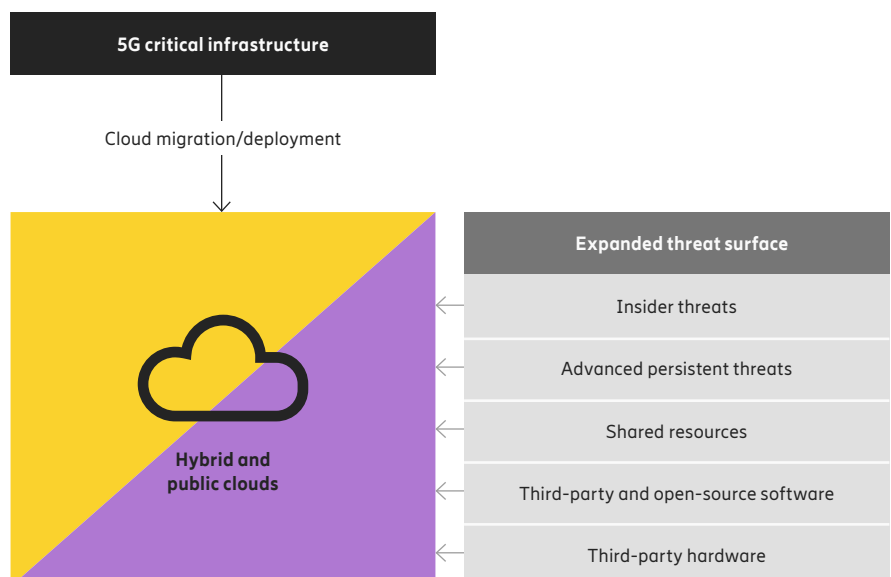 5G critical infrastructure
Cloud migration/deployment
Hybrid and
public clouds
Expanded threat surface
Insider threats
Advanced persistent threats
Shared resources
Third-party and open-source software
Third-party hardware